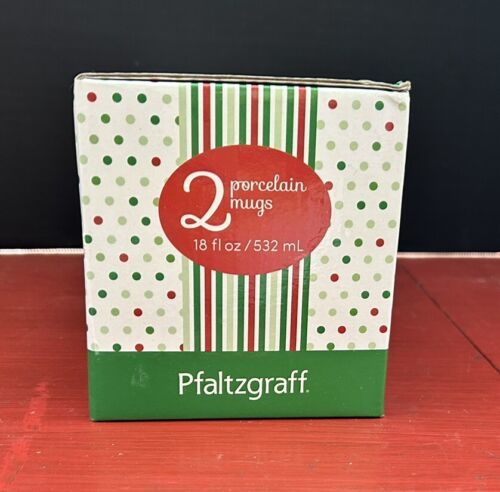 2 porcelain
mugs
18 fl oz / 532 mL
Pfaltzgraff.